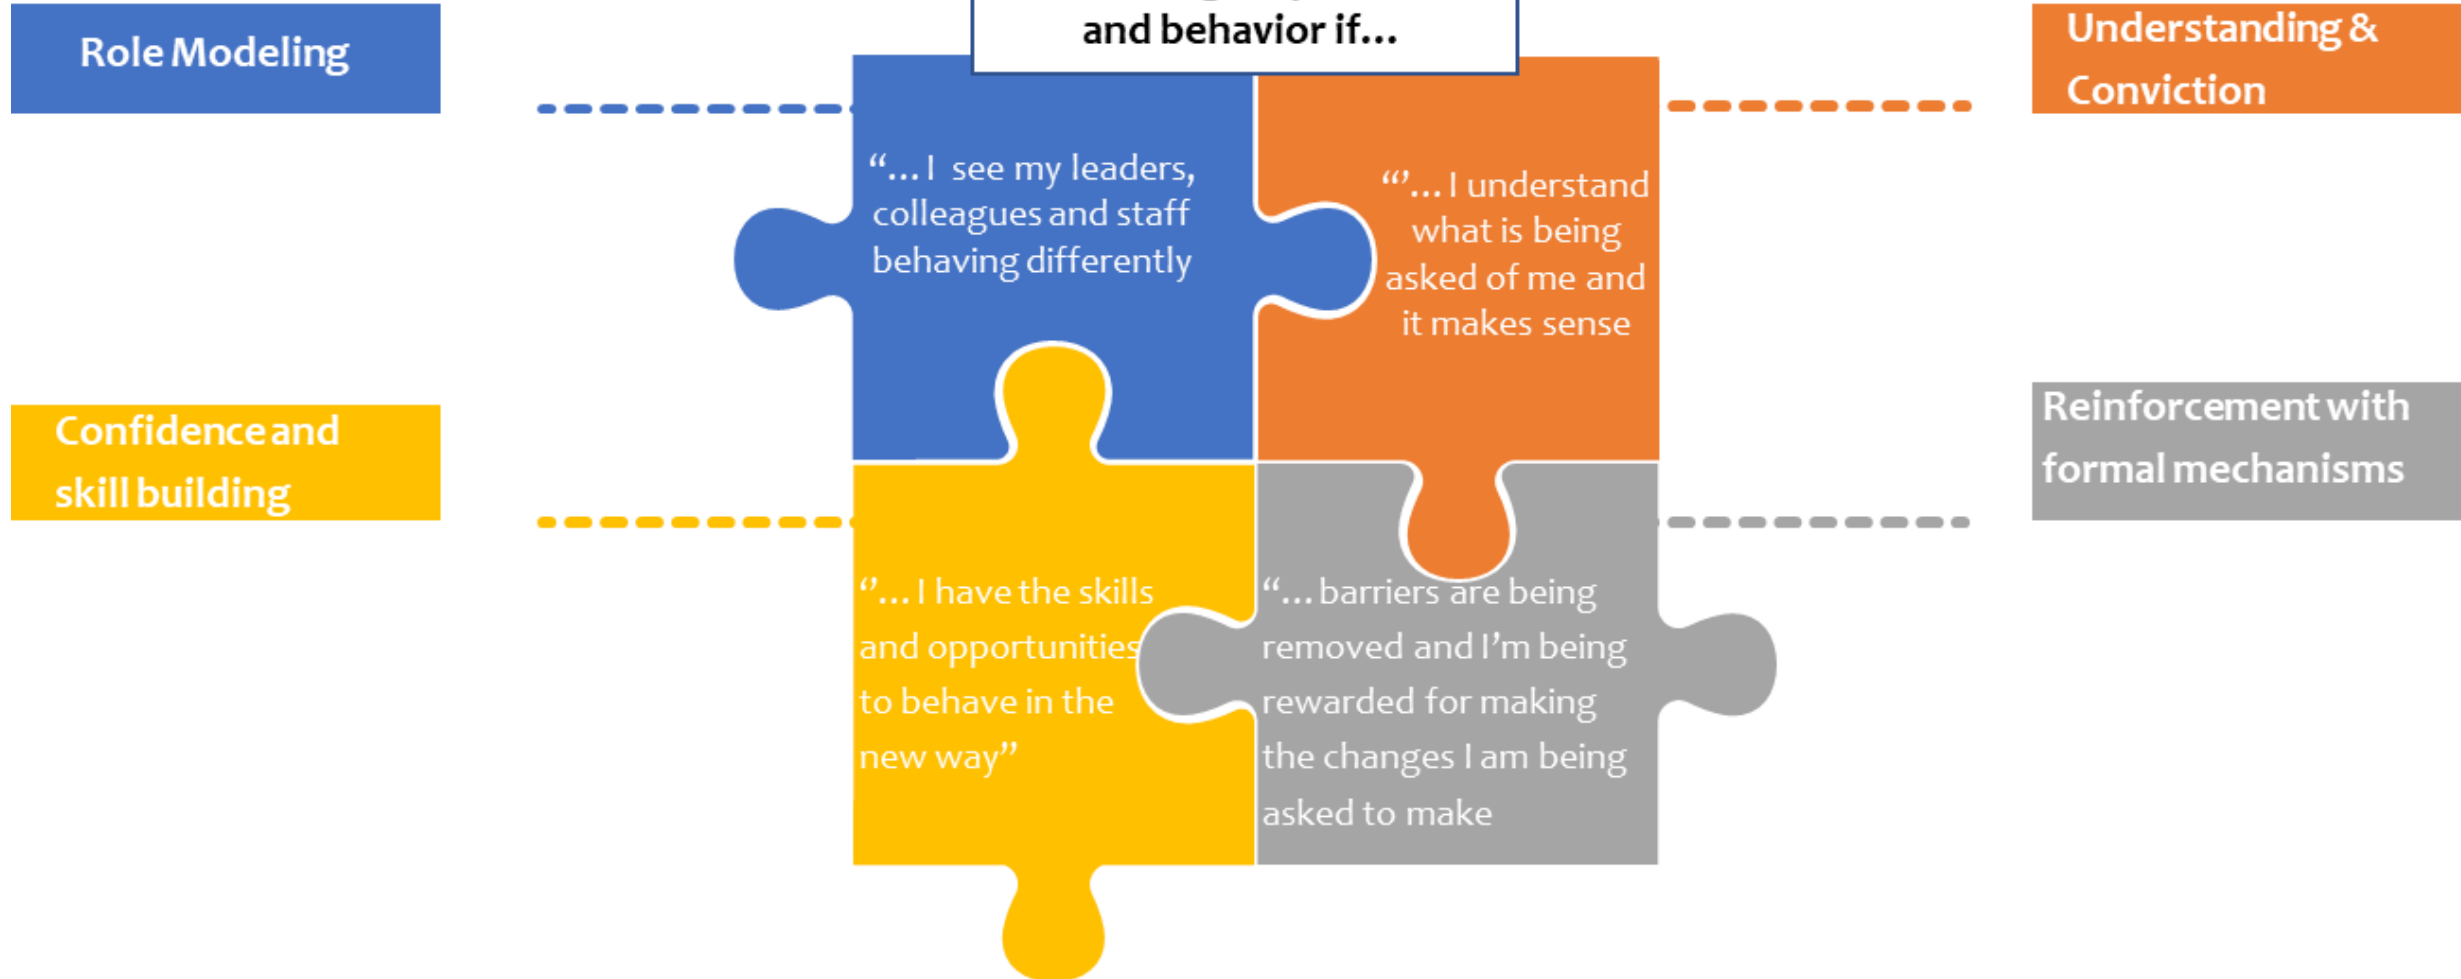 and behavior if...
Role Modeling
Understanding &
Conviction
“... I see my leaders,
colleagues and staff
behaving differently
“’... I understand
what is being
asked of me and
it makes sense
Confidence and
skill building
Reinforcement with
formal mechanisms
‘’... I have the skills
and opportunities
to behave in the
new way”
“... barriers are being
removed and I’m being
rewarded for making
the changes I am being
asked to make